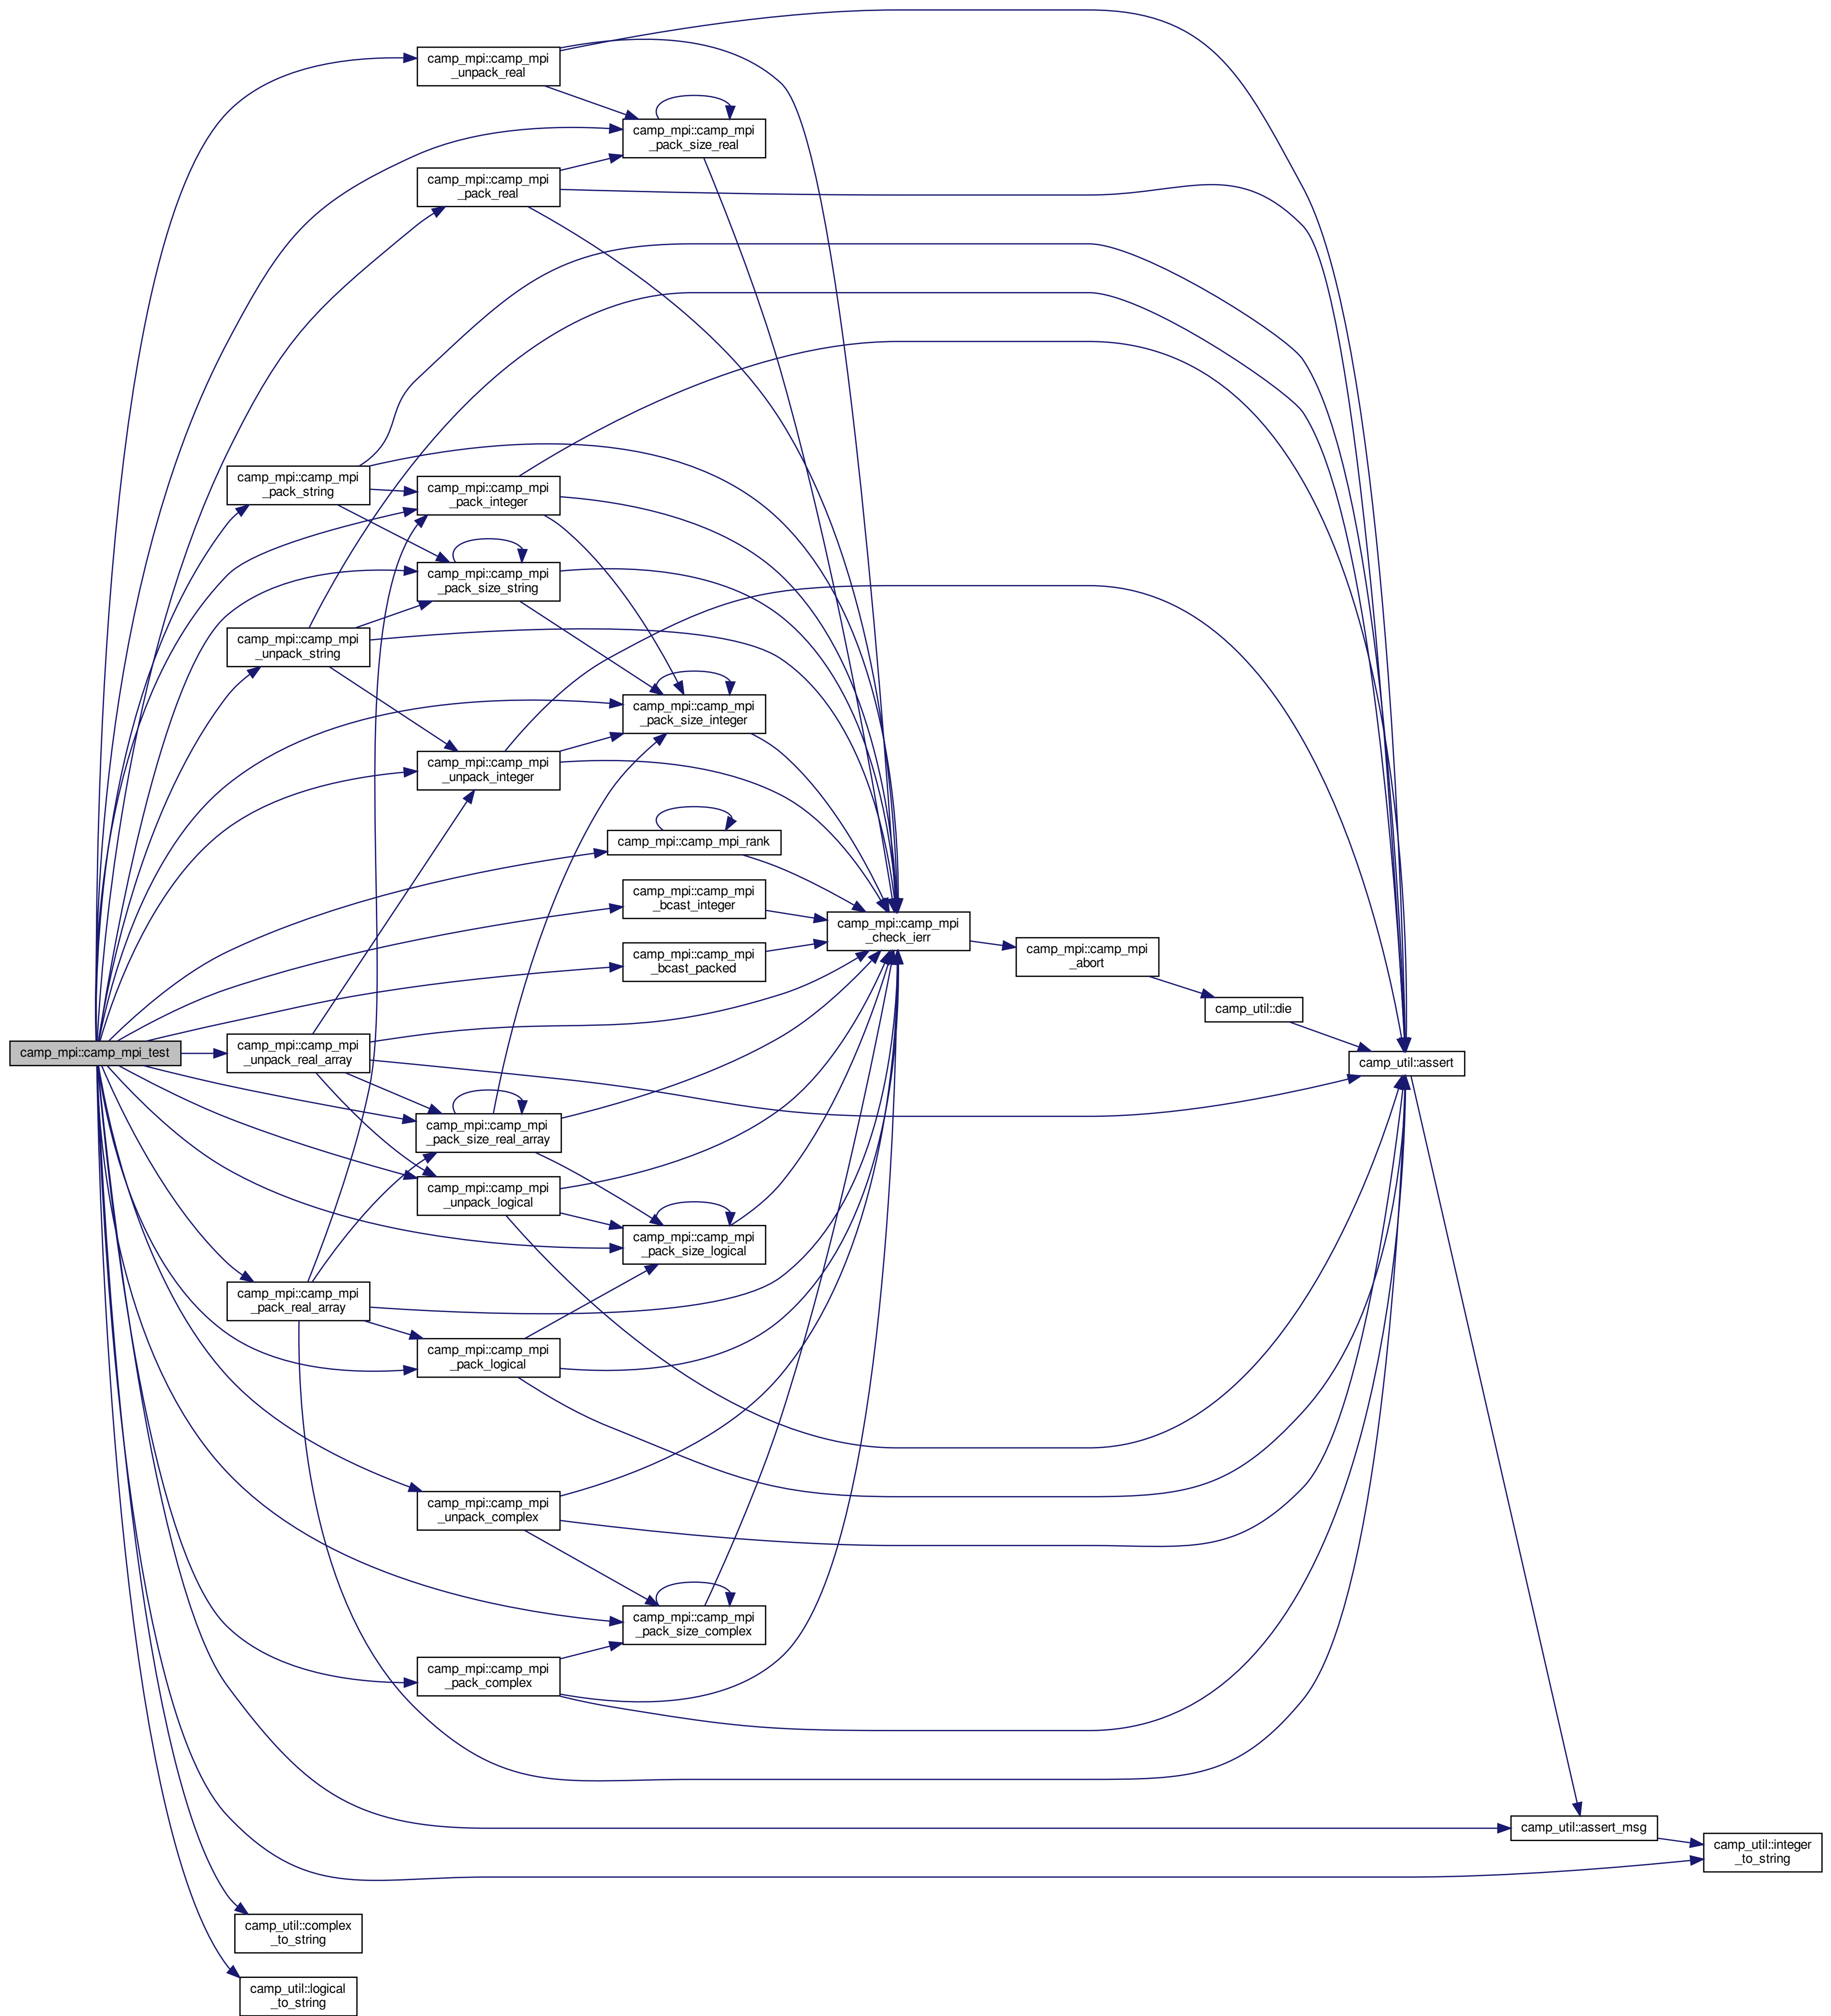 camp_mpi::camp_mpi
_unpack_real
camp_mpi::camp_mpi
_pack_size_real
camp_mpi::camp_mpi
_pack_real
camp_mpi::camp_mpi
_pack_string
camp_mpi::camp_mpi
_pack_integer
camp_mpi::camp_mpi
_pack_size_string
camp_mpi::camp_mpi
_unpack_string
camp_mpi::camp_mpi
_pack_size_integer
camp_mpi::camp_mpi
_unpack_integer
camp_mpi::camp_mpi_rank
camp_mpi::camp_mpi
_bcast_integer
camp_mpi::camp_mpi
_check_ierr
camp_mpi::camp_mpi
_abort
camp_mpi::camp_mpi
_bcast_packed
camp_util::die
camp_mpi::camp_mpi_test
camp_mpi::camp_mpi
_unpack_real_array
camp_util::assert
camp_mpi::camp_mpi
_pack_size_real_array
camp_mpi::camp_mpi
_unpack_logical
camp_mpi::camp_mpi
_pack_size_logical
camp_mpi::camp_mpi
_pack_real_array
camp_mpi::camp_mpi
_pack_logical
camp_mpi::camp_mpi
_unpack_complex
camp_mpi::camp_mpi
_pack_size_complex
camp_mpi::camp_mpi
_pack_complex
camp_util::assert_msg
camp_util::integer
_to_string
camp_util::complex
_to_string
camp_util::logical
_to_string